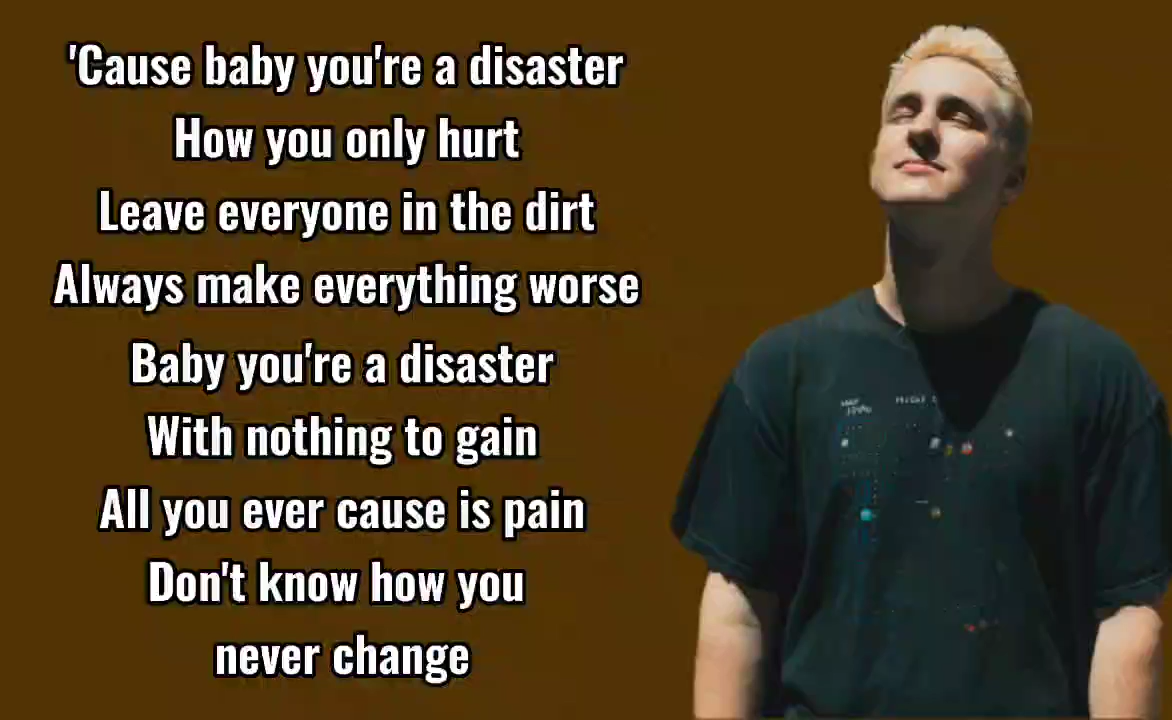 'Cause baby you're a disaster
How you only hurt
Leave everyone in the dirt
Always make everything worse
Baby you're a disaster
With nothing to gain
All you ever cause is pain
Don't know how you
never change